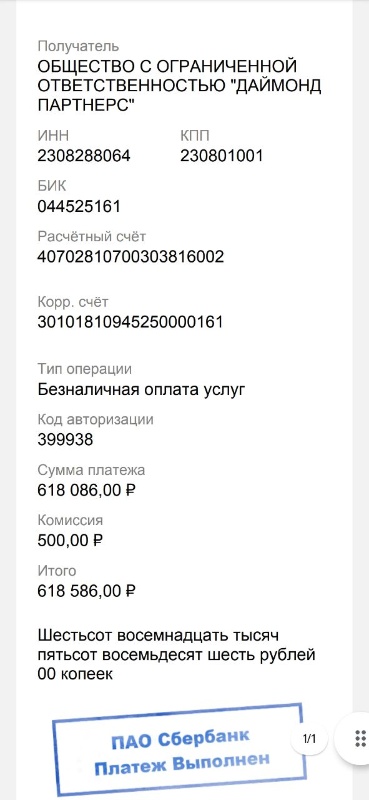 Получатель
ОБЩЕСТВО С ОГРАНИЧЕННОЙ
ОТВЕТСТВЕННОСТЬЮ "ДАЙМОНД
ПАРТНЕРС"
ИНН КПП
2308288064 230801001
БИК
044525161
Расчётный счёт
40702810700303816002
Корр. счёт
30101810945250000161
Тип операции
Безналичная оплата услуг
Код авторизации
399938
Сумма платежа
618 086,00 ₽
Комиссия
500,00 ₽
Итого
618 586,00 ₽
Шестьсот восемнадцать тысяч
пятьсот восемьдесят шесть рублей
00 копеек
ПАО Сбербанк
Платеж Выполнен
1/1